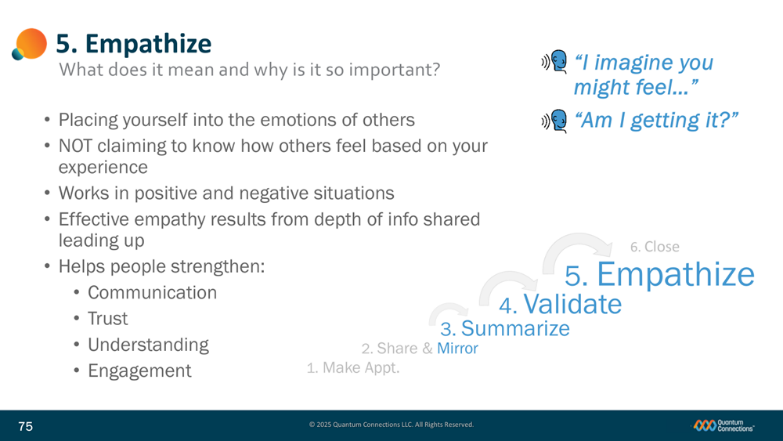 5. Empathize
What does it mean and why is it so important?
"I imagine you
might feel..."
"Am I getting it?"
• Placing yourself into the emotions of others
• NOT claiming to know how others feel based on your
experience
• Works in positive and negative situations
• Effective empathy results from depth of info shared
leading up
• Helps people strengthen:
• Communication
• Trust
• Understanding
• Engagement
6. Close
5. Empathize
4. Validate
3. Summarize
2. Share & Mirror
1. Make Appt.
75
© 2025 Quantum Connections LLC. All Rights Reserved.
Quantum
Connections